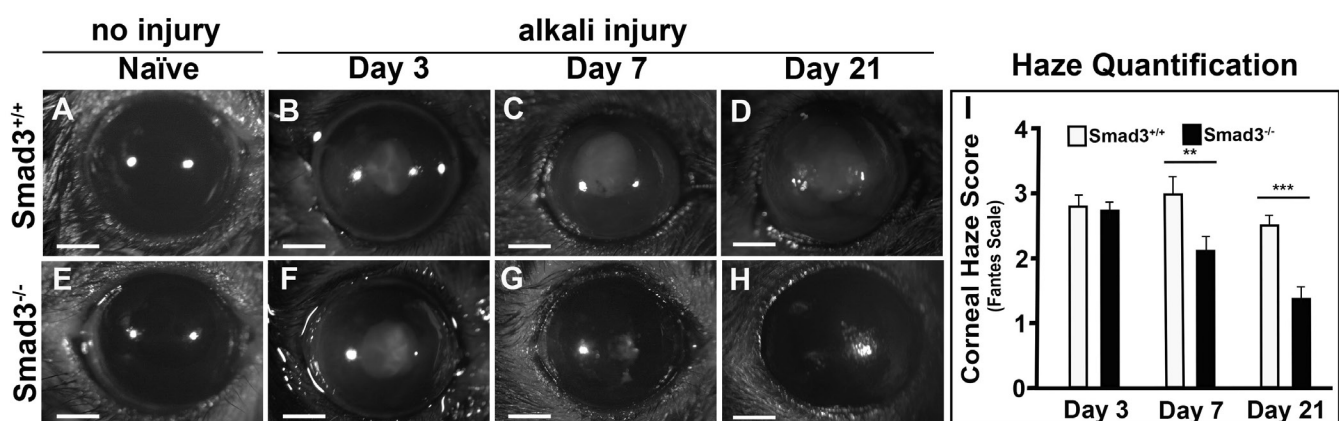 no injury
alkali injury
Naïve
Day 3
Day 7
Day 21
Haze Quantification
Smad3+/+
A
B
C
D
Smad3-/-
E
F
G
H
I
Corneal Haze Score
(Fantes Scale)
4
3
2
1
0
Smad3+/+
Smad3-/-
**
***
Day 3
Day 7
Day 21